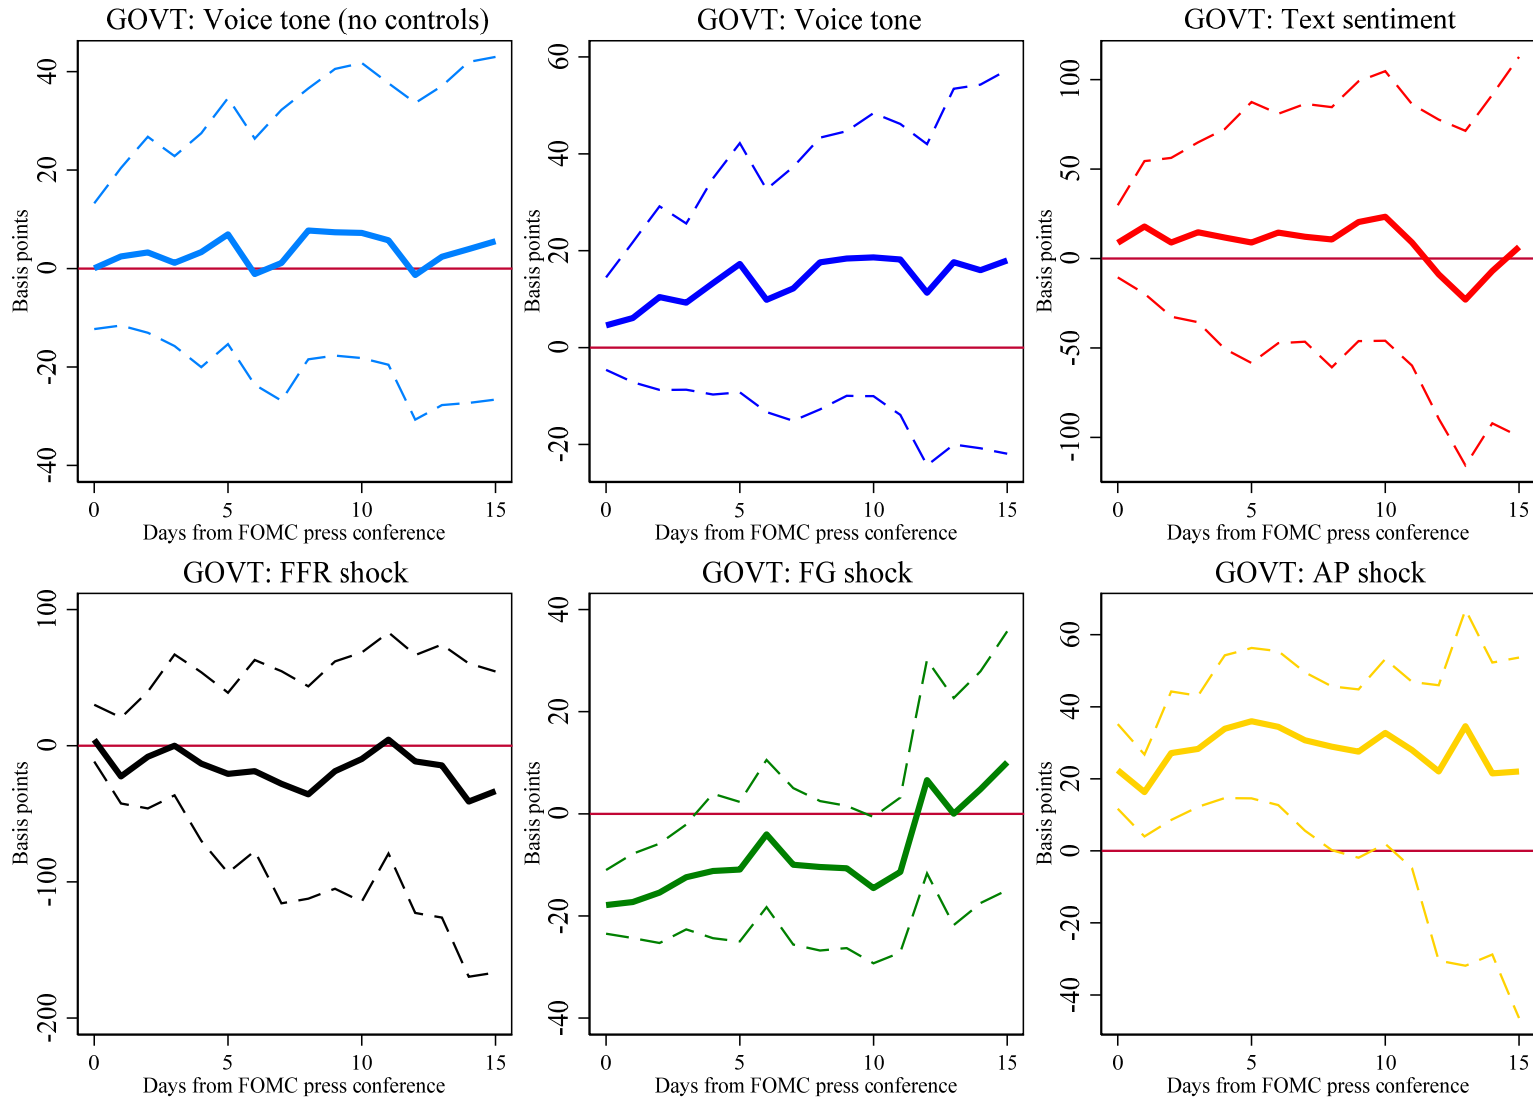 GOVT: Voice tone (no controls)
Basis points
40
20
0
-20
-40
0 5 10 15
Days from FOMC press conference
GOVT: Voice tone
Basis points
60
40
20
0
-20
0 5 10 15
Days from FOMC press conference
GOVT: Text sentiment
Basis points
100
50
0
-50
-100
0 5 10 15
Days from FOMC press conference
GOVT: FFR shock
Basis points
100
0
-100
-200
0 5 10 15
Days from FOMC press conference
GOVT: FG shock
Basis points
40
20
0
-20
-40
0 5 10 15
Days from FOMC press conference
GOVT: AP shock
Basis points
60
40
20
0
-20
-40
0 5 10 15
Days from FOMC press conference